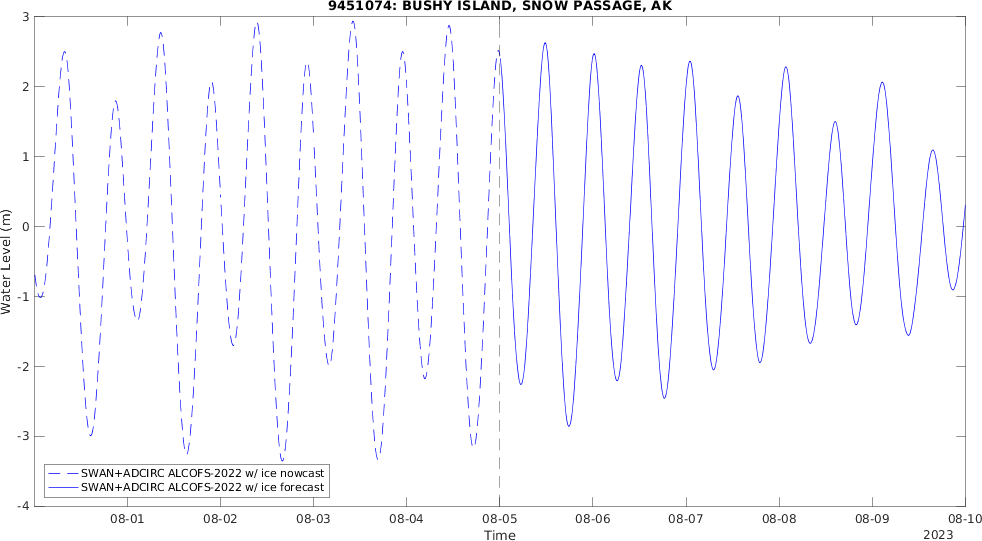 9451074: BUSHY ISLAND, SNOW PASSAGE, AK
3
2
1
0
-1
-2
-3
-4
Water Level (m)
SWAN+ADCIRC ALCOFS-2022 w/ ice nowcast
SWAN+ADCIRC ALCOFS-2022 w/ ice forecast
08-01 08-02 08-03 08-04 08-05 08-06 08-07 08-08 08-09 08-10
Time
2023